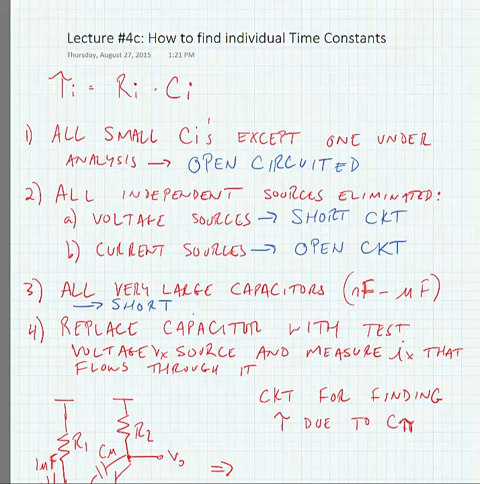 Lecture #4c: How to find individual Time Constants
Thursday, August 27, 2015 1:21 PM
τi = Ri · Ci
1) ALL SMALL Ci's EXCEPT ONE UNDER
ANALYSIS → OPEN CIRCUITED
2) ALL INDEPENDENT SOURCES ELIMINATED:
a) VOLTAGE SOURCES → SHORT CKT
b) CURRENT SOURCES → OPEN CKT
3) ALL VERY LARGE CAPACITORS (nF - μF)
→ SHORT
4) REPLACE CAPACITOR WITH TEST
VOLTAGE Vx SOURCE AND MEASURE ix THAT
FLOWS THROUGH IT
CKT FOR FINDING
τ DUE TO Cπ
R1
R2
1μF
Cμ
Vo
⇒